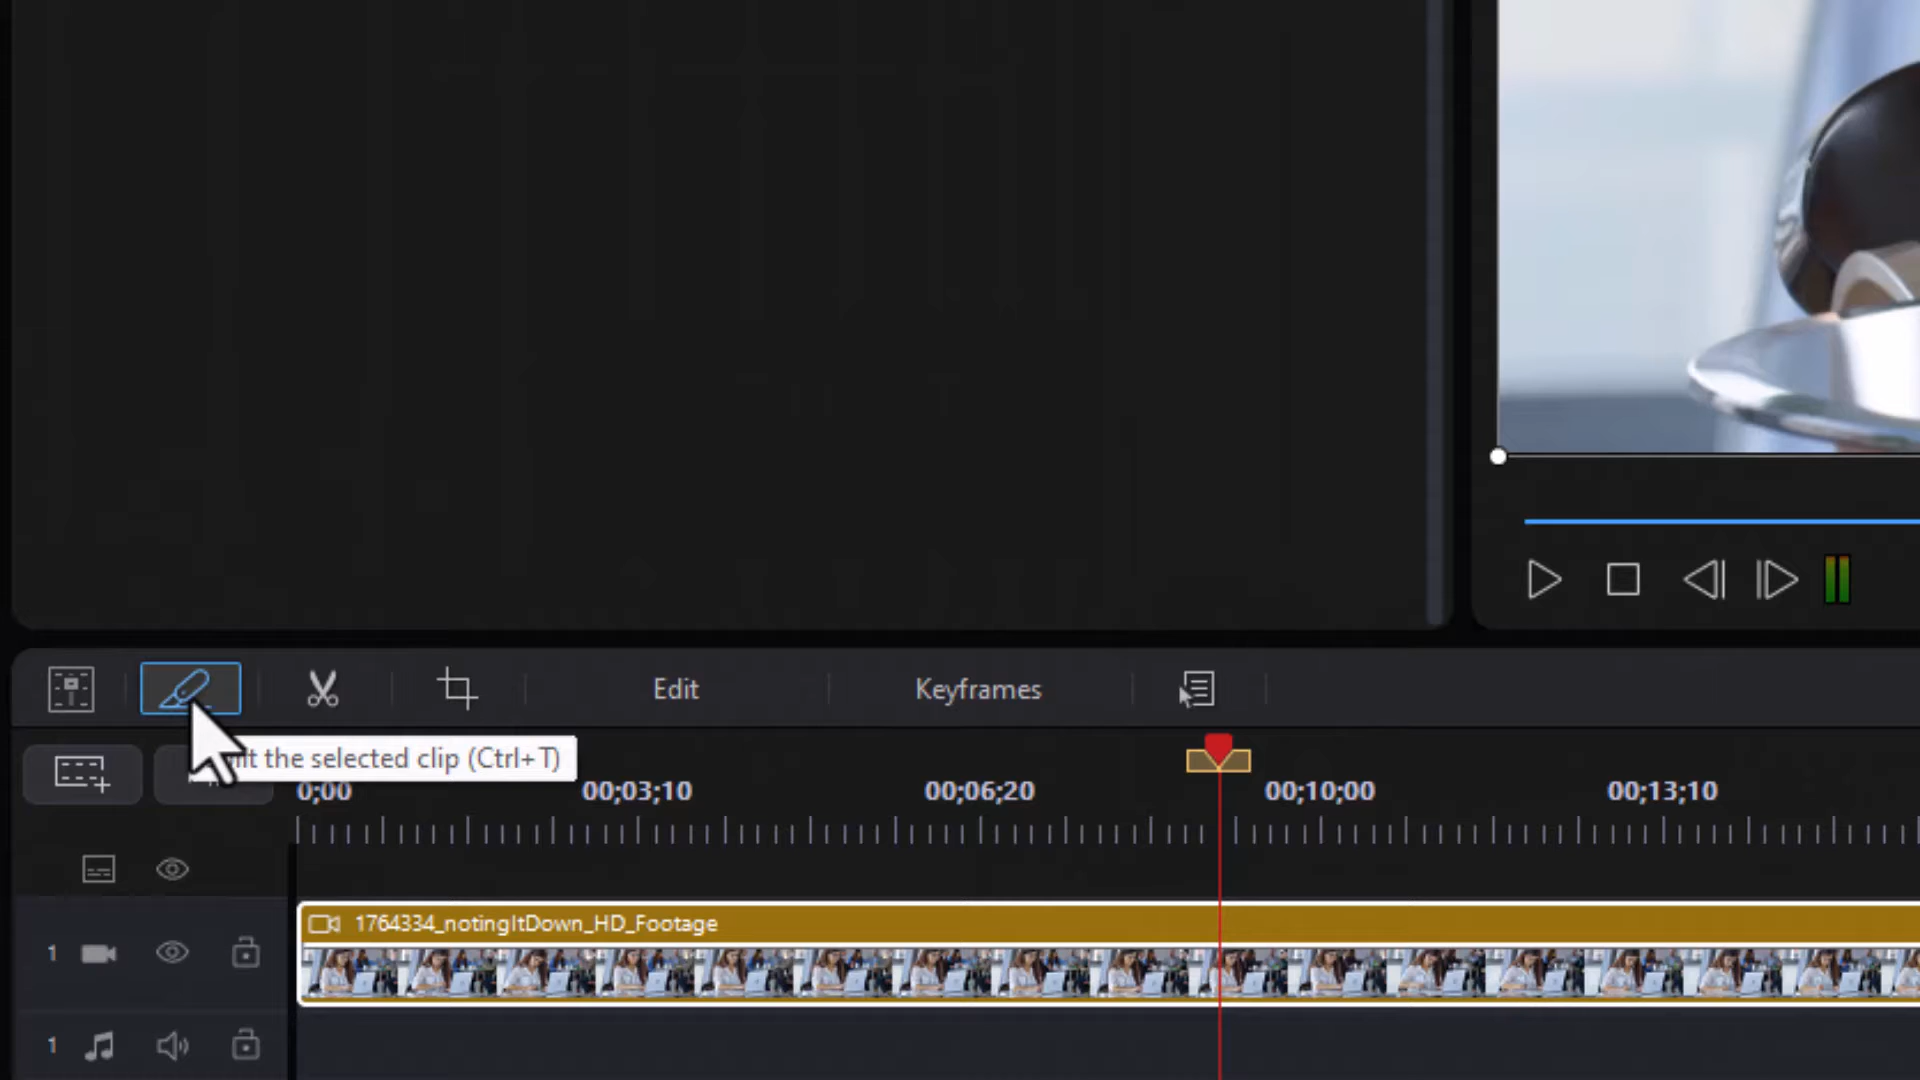 Edit
Keyframes
the selected clip (Ctrl+T)
0;00
00;03;10
00;06;20
00;10;00
00;13;10
1764334_notingItDown_HD_Footage
1
1